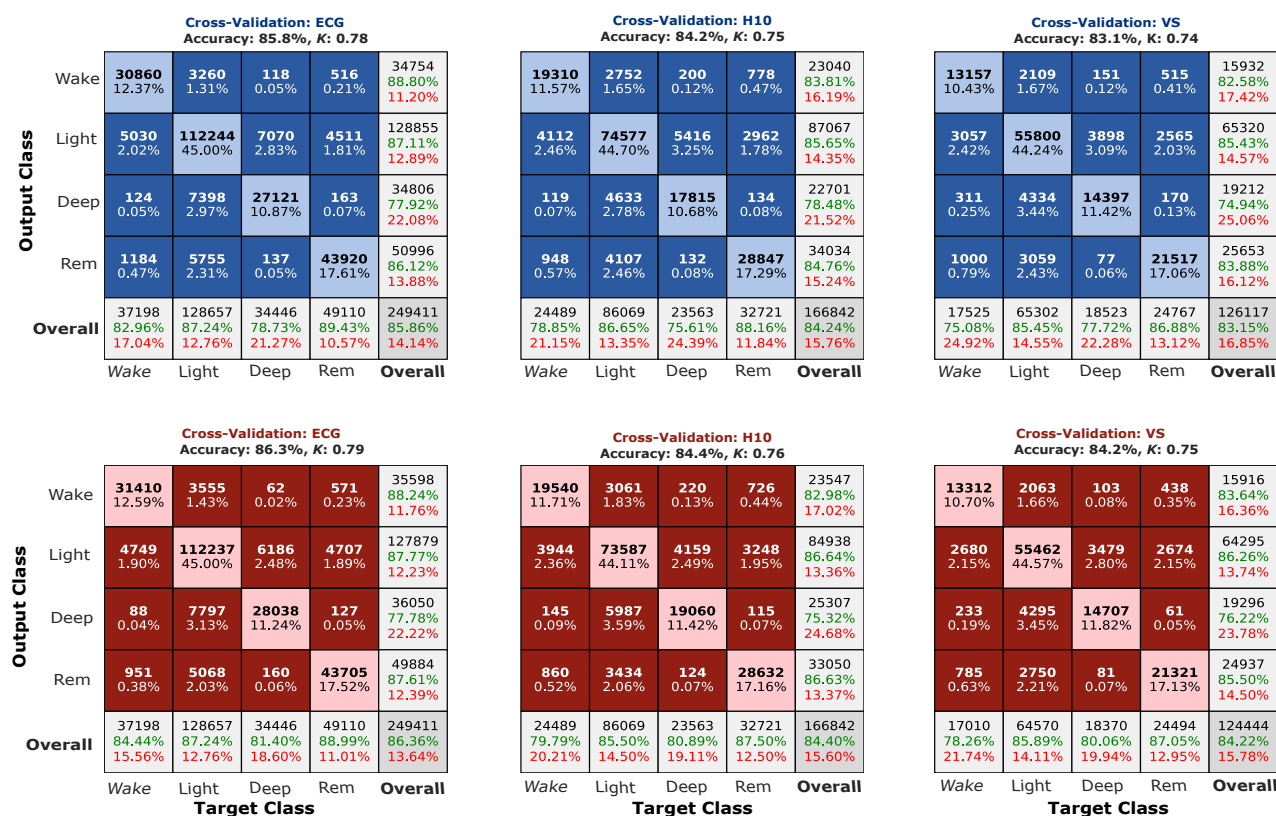 Cross-Validation: ECG
Accuracy: 85.8%, K: 0.78
Output Class
Wake
30860 3260 118 516 34754
12.37% 1.31% 0.05% 0.21% 88.80%
11.20%
Light
5030 112244 7070 4511 128855
2.02% 45.00% 2.83% 1.81% 87.11%
12.89%
Deep
124 7398 27121 163 34806
0.05% 2.97% 10.87% 0.07% 77.92%
22.08%
Rem
1184 5755 137 43920 50996
0.47% 2.31% 0.05% 17.61% 86.12%
13.88%
Overall
37198 128657 34446 49110 249411
82.96% 87.24% 78.73% 89.43% 85.86%
17.04% 12.76% 21.27% 10.57% 14.14%
Wake Light Deep Rem Overall
Cross-Validation: H10
Accuracy: 84.2%, K: 0.75
19310 2752 200 778 23040
11.57% 1.65% 0.12% 0.47% 83.81%
16.19%
4112 74577 5416 2962 87067
2.46% 44.70% 3.25% 1.78% 85.65%
14.35%
119 4633 17815 134 22701
0.07% 2.78% 10.68% 0.08% 78.48%
21.52%
948 4107 132 28847 34034
0.57% 2.46% 0.08% 17.29% 84.76%
15.24%
24489 86069 23563 32721 166842
78.85% 86.65% 75.61% 88.16% 84.24%
21.15% 13.35% 24.39% 11.84% 15.76%
Wake Light Deep Rem Overall
Cross-Validation: VS
Accuracy: 83.1%, K: 0.74
13157 2109 151 515 15932
10.43% 1.67% 0.12% 0.41% 82.58%
17.42%
3057 55800 3898 2565 65320
2.42% 44.24% 3.09% 2.03% 85.43%
14.57%
311 4334 14397 170 19212
0.25% 3.44% 11.42% 0.13% 74.94%
25.06%
1000 3059 77 21517 25653
0.79% 2.43% 0.06% 17.06% 83.88%
16.12%
17525 65302 18523 24767 126117
75.08% 85.45% 77.72% 86.88% 83.15%
24.92% 14.55% 22.28% 13.12% 16.85%
Wake Light Deep Rem Overall
Cross-Validation: ECG
Accuracy: 86.3%, K: 0.79
Output Class
Wake
31410 3555 62 571 35598
12.59% 1.43% 0.02% 0.23% 88.24%
11.76%
Light
4749 112237 6186 4707 127879
1.90% 45.00% 2.48% 1.89% 87.77%
12.23%
Deep
88 7797 28038 127 36050
0.04% 3.13% 11.24% 0.05% 77.78%
22.22%
Rem
951 5068 160 43705 49884
0.38% 2.03% 0.06% 17.52% 87.61%
12.39%
Overall
37198 128657 34446 49110 249411
84.44% 87.24% 81.40% 88.99% 86.36%
15.56% 12.76% 18.60% 11.01% 13.64%
Wake Light Deep Rem Overall
Target Class
Cross-Validation: H10
Accuracy: 84.4%, K: 0.76
19540 3061 220 726 23547
11.71% 1.83% 0.13% 0.44% 82.98%
17.02%
3944 73587 4159 3248 84938
2.36% 44.11% 2.49% 1.95% 86.64%
13.36%
145 5987 19060 115 25307
0.09% 3.59% 11.42% 0.07% 75.32%
24.68%
860 3434 124 28632 33050
0.52% 2.06% 0.07% 17.16% 86.63%
13.37%
24489 86069 23563 32721 166842
79.79% 85.50% 80.89% 87.50% 84.40%
20.21% 14.50% 19.11% 12.50% 15.60%
Wake Light Deep Rem Overall
Target Class
Cross-Validation: VS
Accuracy: 84.2%, K: 0.75
13312 2063 103 438 15916
10.70% 1.66% 0.08% 0.35% 83.64%
16.36%
2680 55462 3479 2674 64295
2.15% 44.57% 2.80% 2.15% 86.26%
13.74%
233 4295 14707 61 19296
0.19% 3.45% 11.82% 0.05% 76.22%
23.78%
785 2750 81 21321 24937
0.63% 2.21% 0.07% 17.13% 85.50%
14.50%
17010 64570 18370 24494 124444
78.26% 85.89% 80.06% 87.05% 84.22%
21.74% 14.11% 19.94% 12.95% 15.78%
Wake Light Deep Rem Overall
Target Class